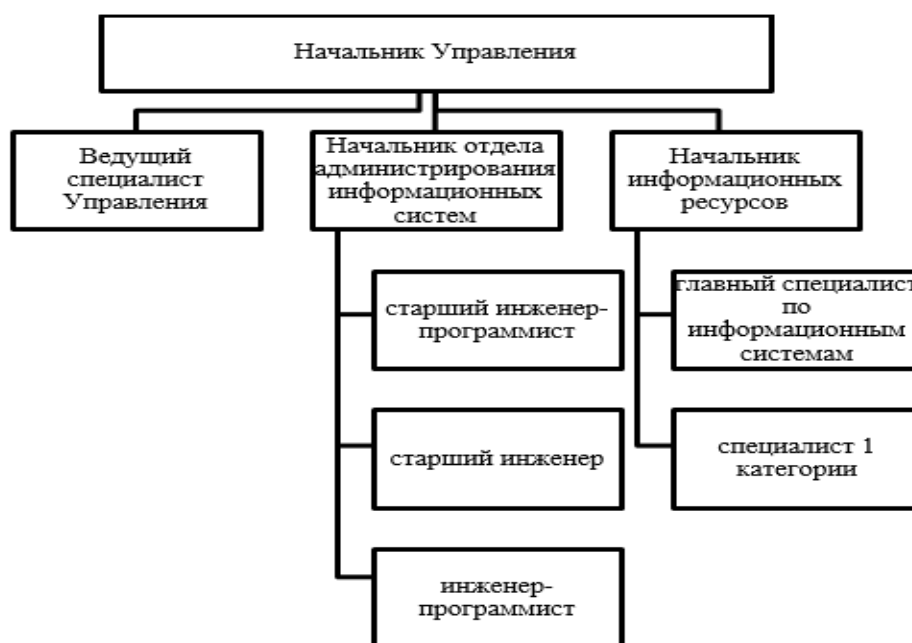 Начальник Управления
Ведущий
специалист
Управления
Начальник отдела
администрирования
информационных
систем
Начальник
информационных
ресурсов
старший инженер-
программист
старший инженер
инженер-
программист
главный специалист
по
информационным
системам
специалист 1
категории